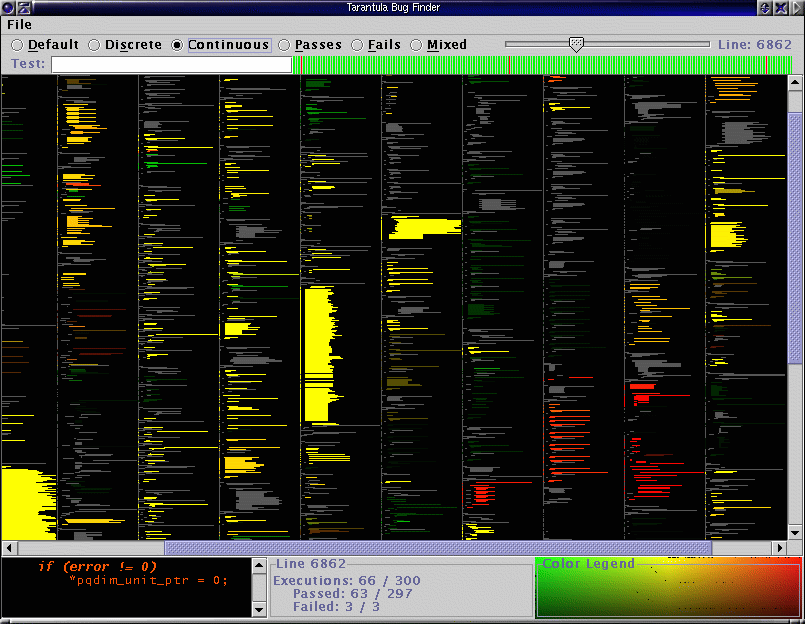 Tarantula Bug Finder
File
Default Discrete Continuous Passes Fails Mixed Line: 6862
Test:
if (error != 0)
*pqdim_unit_ptr = 0;
Line 6862
Executions: 66 / 300
Passed: 63 / 297
Failed: 3 / 3
Color Legend